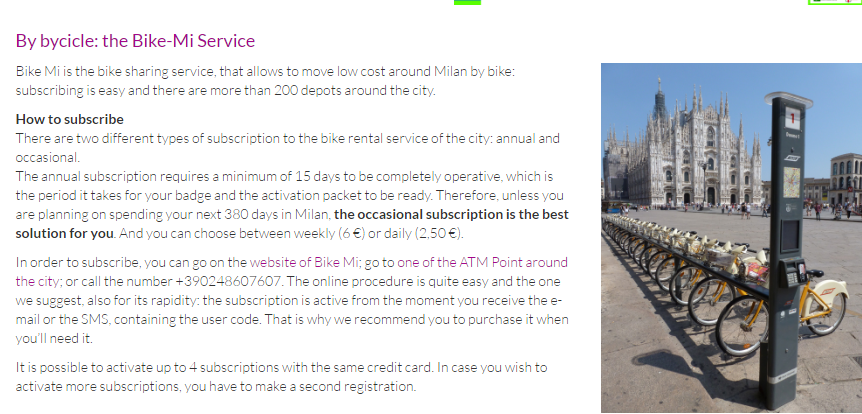 By bycicle: the Bike-Mi Service
Bike Mi is the bike sharing service, that allows to move low cost around Milan by bike:
subscribing is easy and there are more than 200 depots around the city.
How to subscribe
There are two different types of subscription to the bike rental service of the city: annual and
occasional.
The annual subscription requires a minimum of 15 days to be completely operative, which is
the period it takes for your badge and the activation packet to be ready. Therefore, unless you
are planning on spending your next 380 days in Milan, the occasional subscription is the best
solution for you. And you can choose between weekly (6 €) or daily (2,50 €).
In order to subscribe, you can go on the website of Bike Mi; go to one of the ATM Point around
the city; or call the number +390248607607. The online procedure is quite easy and the one
we suggest, also for its rapidity: the subscription is active from the moment you receive the e-
mail or the SMS, containing the user code. That is why we recommend you to purchase it when
you'll need it.
It is possible to activate up to 4 subscriptions with the same credit card. In case you wish to
activate more subscriptions, you have to make a second registration.
1